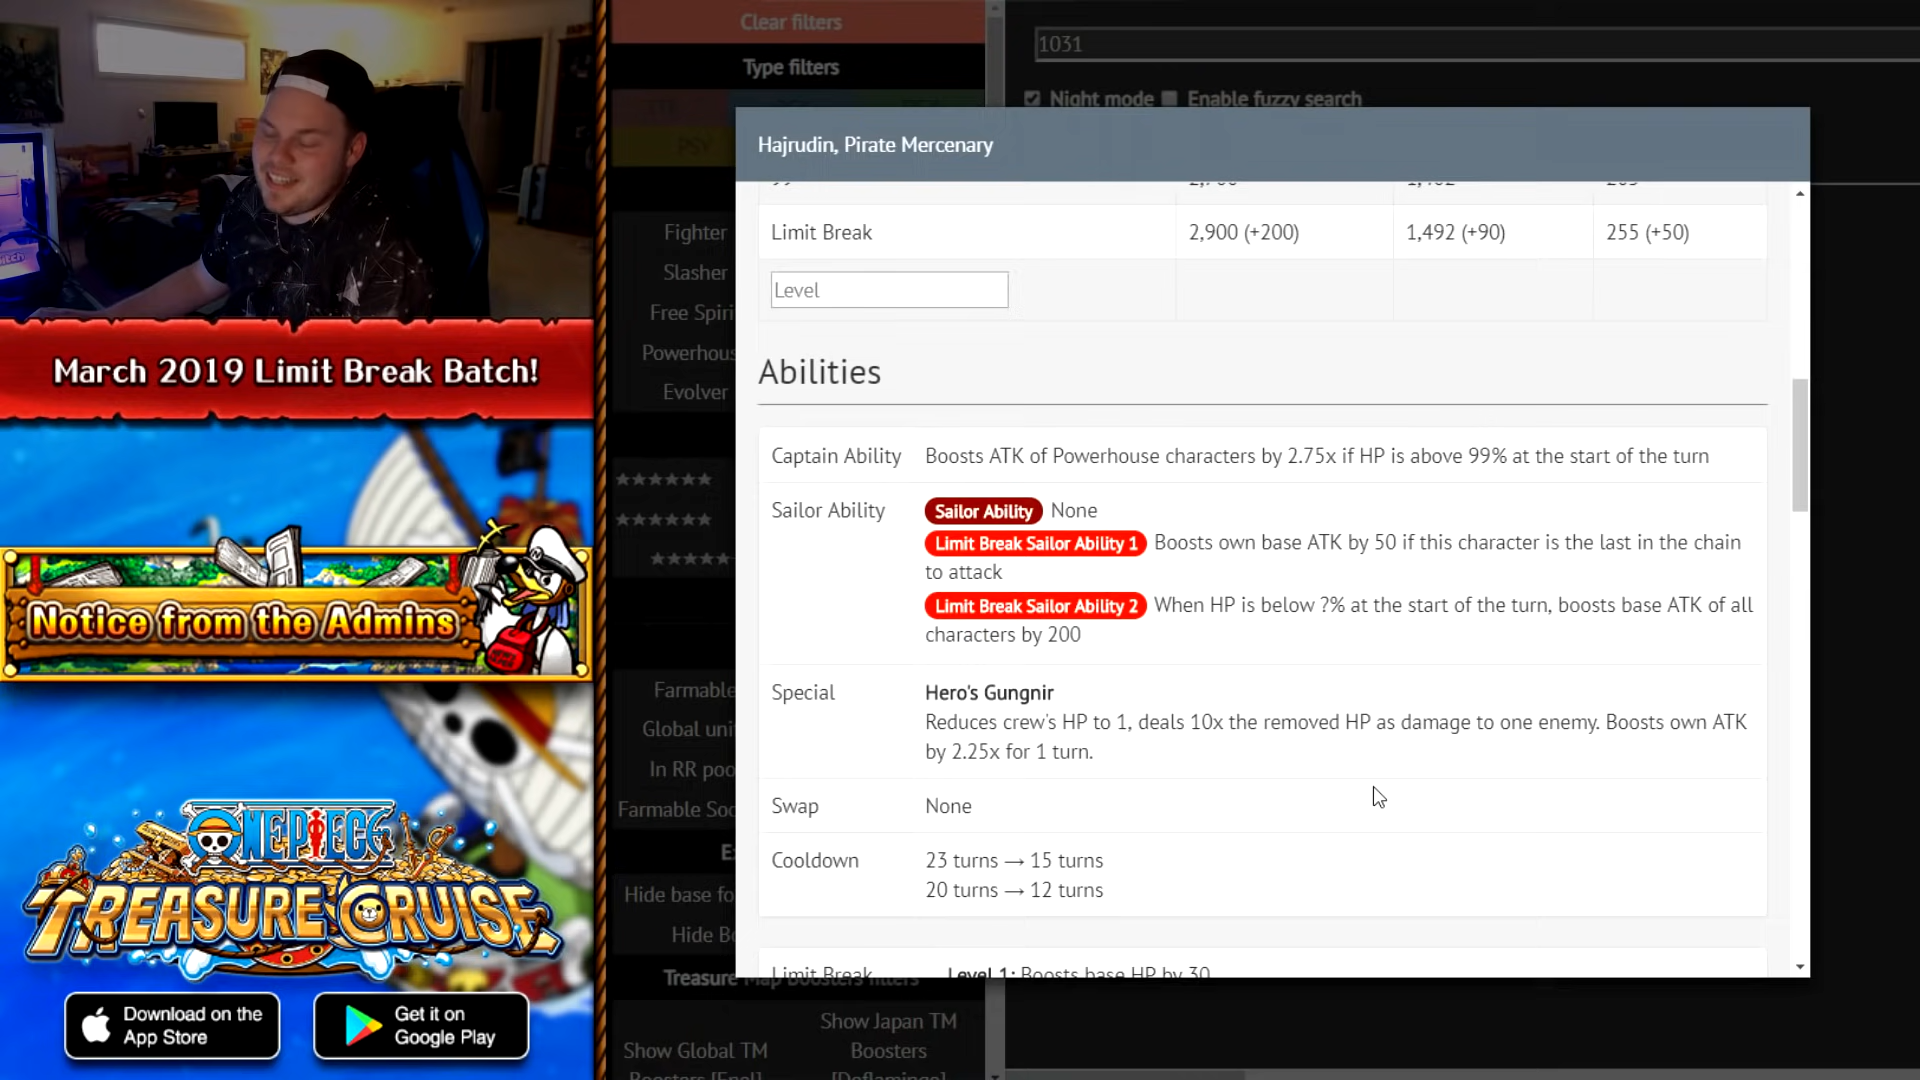 Clear filters
Type filters
PSY
1031
Night mode
Enable fuzzy search
Fighter
Slasher
Free Spiri
Powerhous
Evolver
Farmable
Global uni
In RR poo
Farmable Soc
Hide base fo
Hide Bo
Treasure Map Boosters filters
Show Global TM
Show Japan TM
Boosters
Hajrudin, Pirate Mercenary
Limit Break 2,900 (+200) 1,492 (+90) 255 (+50)
Level
Abilities
Captain Ability Boosts ATK of Powerhouse characters by 2.75x if HP is above 99% at the start of the turn
Sailor Ability Sailor Ability None
Limit Break Sailor Ability 1 Boosts own base ATK by 50 if this character is the last in the chain
to attack
Limit Break Sailor Ability 2 When HP is below ?% at the start of the turn, boosts base ATK of all
characters by 200
Special Hero's Gungnir
Reduces crew's HP to 1, deals 10x the removed HP as damage to one enemy. Boosts own ATK
by 2.25x for 1 turn.
Swap None
Cooldown 23 turns → 15 turns
20 turns → 12 turns
Limit Break Level 1: Boosts base HP by 30
March 2019 Limit Break Batch!
Notice from the Admins
ONE PIECE
TREASURE CRUISE
Download on the
App Store
Get it on
Google Play